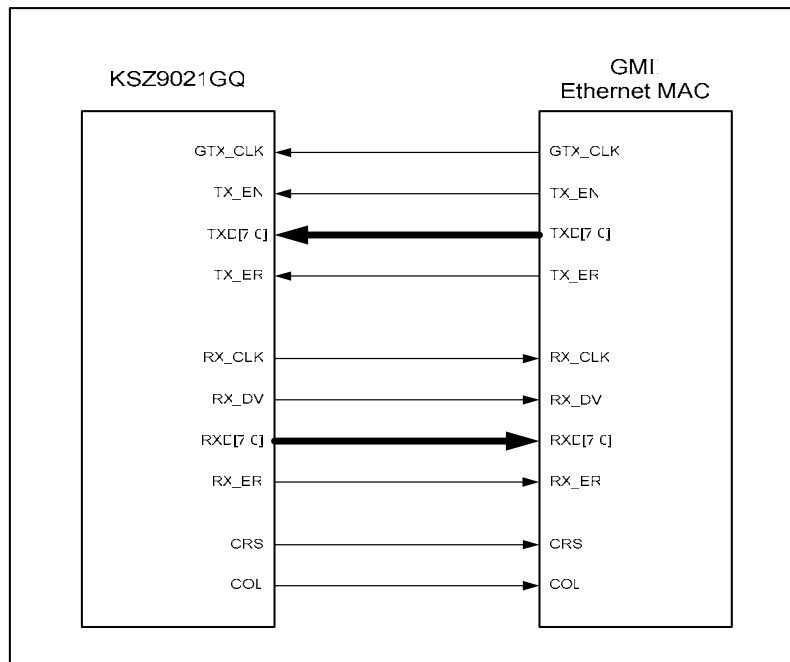 KSZ9021GQ
GMII
Ethernet MAC
GTX_CLK GTX_CLK
TX_EN TX_EN
TXD[7:0] TXD[7:0]
TX_ER TX_ER
RX_CLK RX_CLK
RX_DV RX_DV
RXD[7:0] RXD[7:0]
RX_ER RX_ER
CRS CRS
COL COL